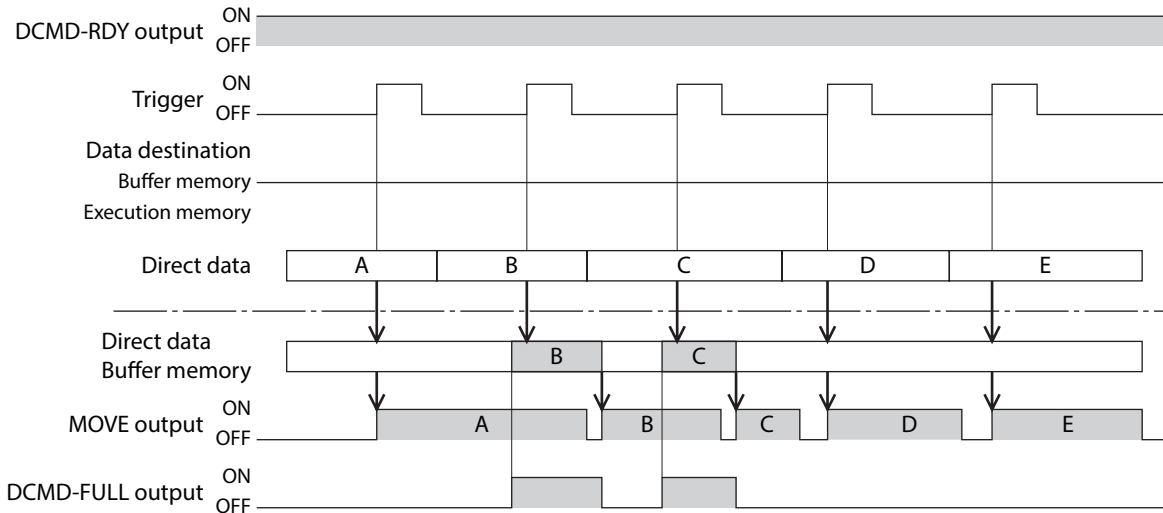 DCMD-RDY output ON
OFF
Trigger ON
OFF
Data destination
Buffer memory
Execution memory
Direct data A B C D E
Direct data
Buffer memory B C
MOVE output ON
OFF
A B C D E
DCMD-FULL output ON
OFF